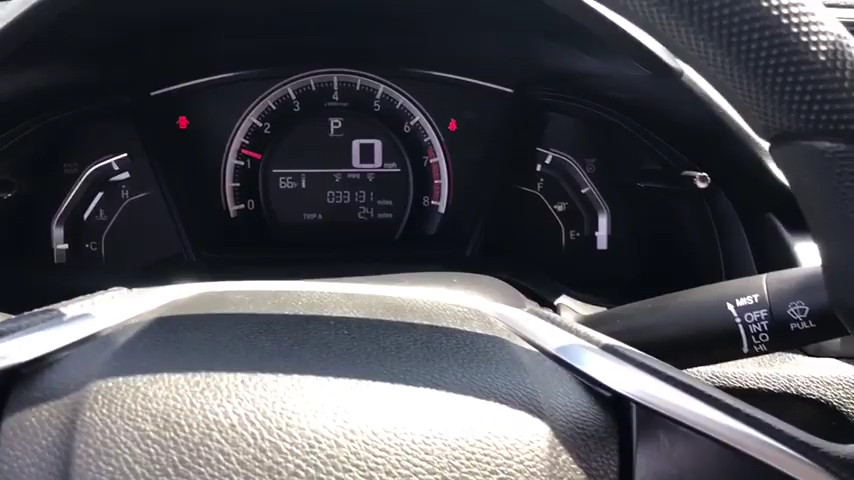 4
3 5
2 6
1 7
0 8
P
0 mph
66°F
033131 miles
TRIP A 24 miles
H
C
F
E
MIST
OFF
INT
LO
HI
PULL